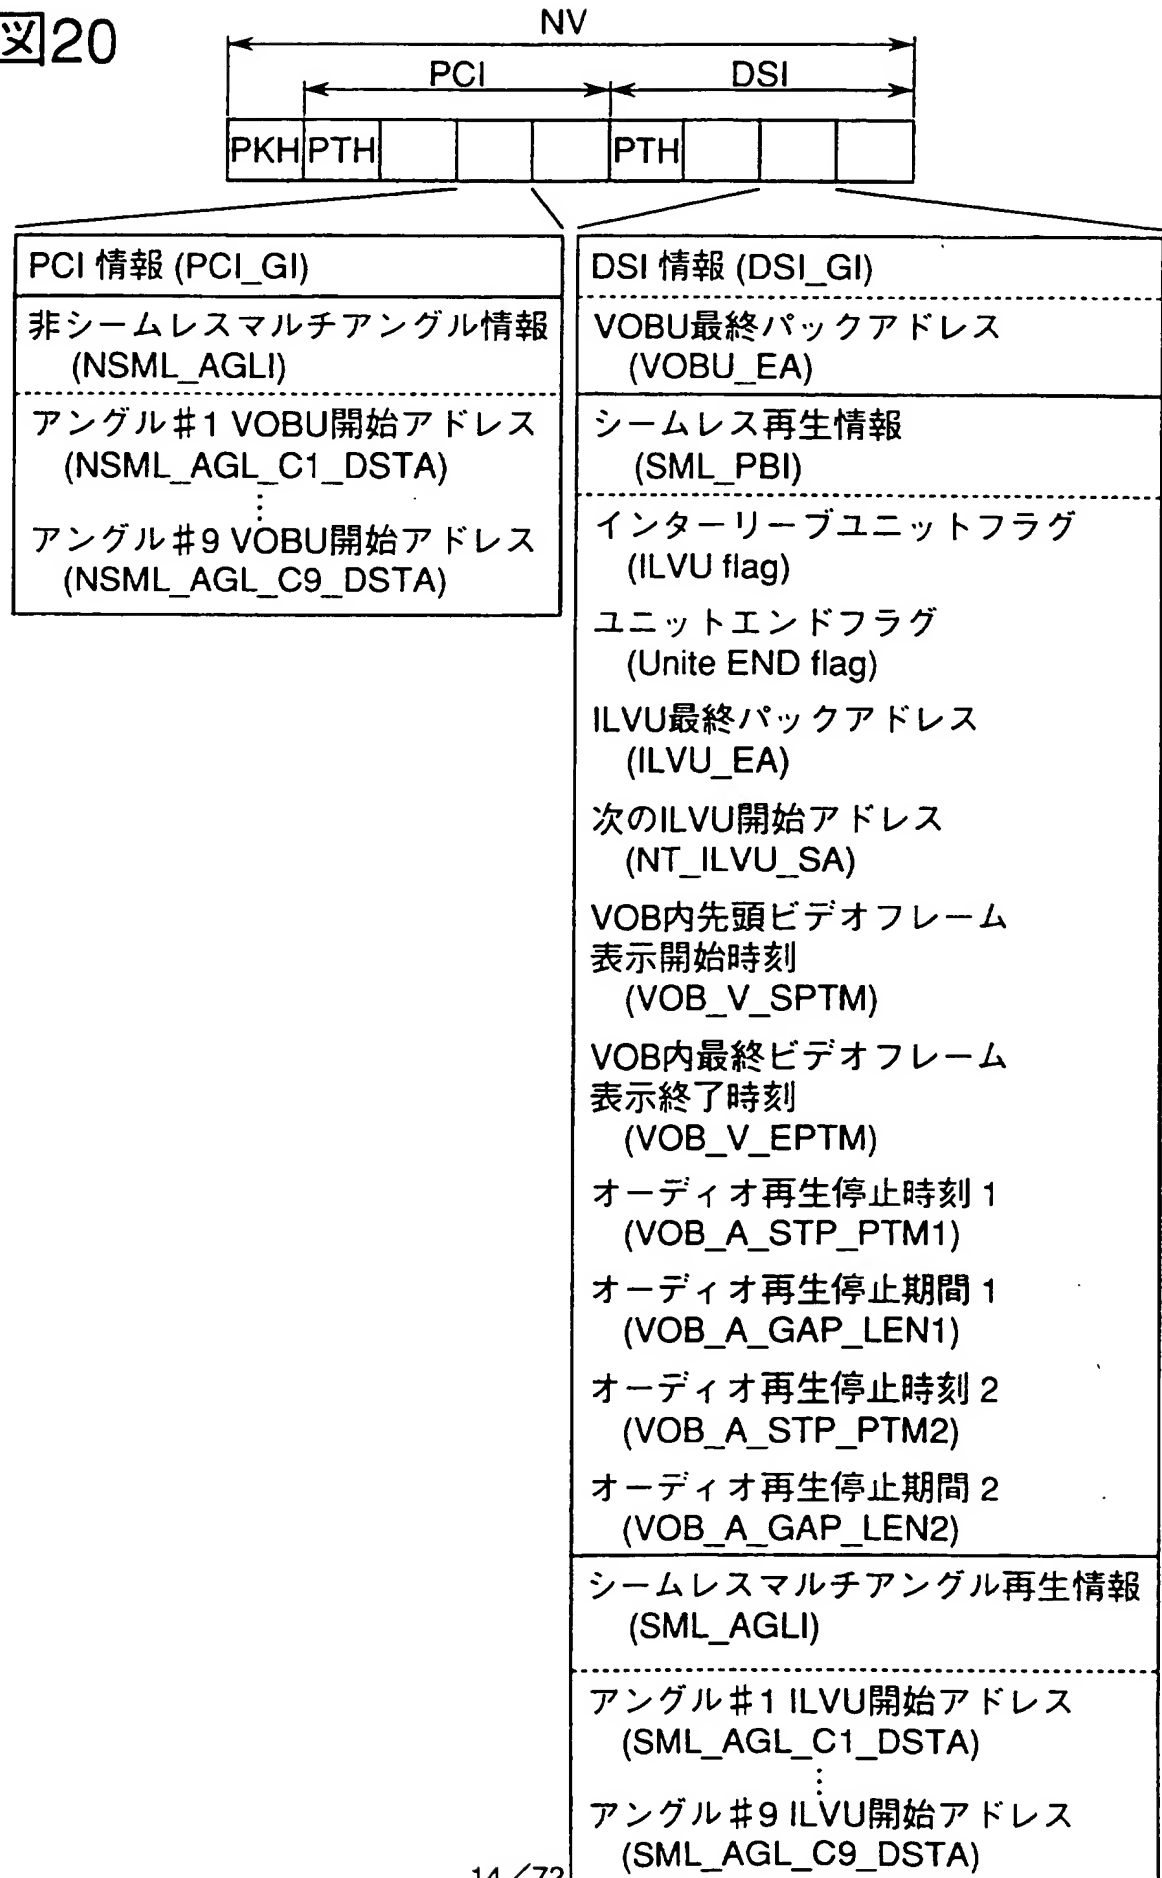 図20
NV
PCI
DSI
PKH PTH PTH
PCI 情報 (PCI_GI)
非シームレスマルチアングル情報
(NSML_AGLI)
アングル#1 VOBU開始アドレス
(NSML_AGL_C1_DSTA)
⋮
アングル#9 VOBU開始アドレス
(NSML_AGL_C9_DSTA)
DSI 情報 (DSI_GI)
VOBU最終パックアドレス
(VOBU_EA)
シームレス再生情報
(SML_PBI)
インターリーブユニットフラグ
(ILVU flag)
ユニットエンドフラグ
(Unite END flag)
ILVU最終パックアドレス
(ILVU_EA)
次のILVU開始アドレス
(NT_ILVU_SA)
VOB内先頭ビデオフレーム
表示開始時刻
(VOB_V_SPTM)
VOB内最終ビデオフレーム
表示終了時刻
(VOB_V_EPTM)
オーディオ再生停止時刻 1
(VOB_A_STP_PTM1)
オーディオ再生停止期間 1
(VOB_A_GAP_LEN1)
オーディオ再生停止時刻 2
(VOB_A_STP_PTM2)
オーディオ再生停止期間 2
(VOB_A_GAP_LEN2)
シームレスマルチアングル再生情報
(SML_AGLI)
アングル#1 ILVU開始アドレス
(SML_AGL_C1_DSTA)
⋮
アングル#9 ILVU開始アドレス
(SML_AGL_C9_DSTA)
14/72